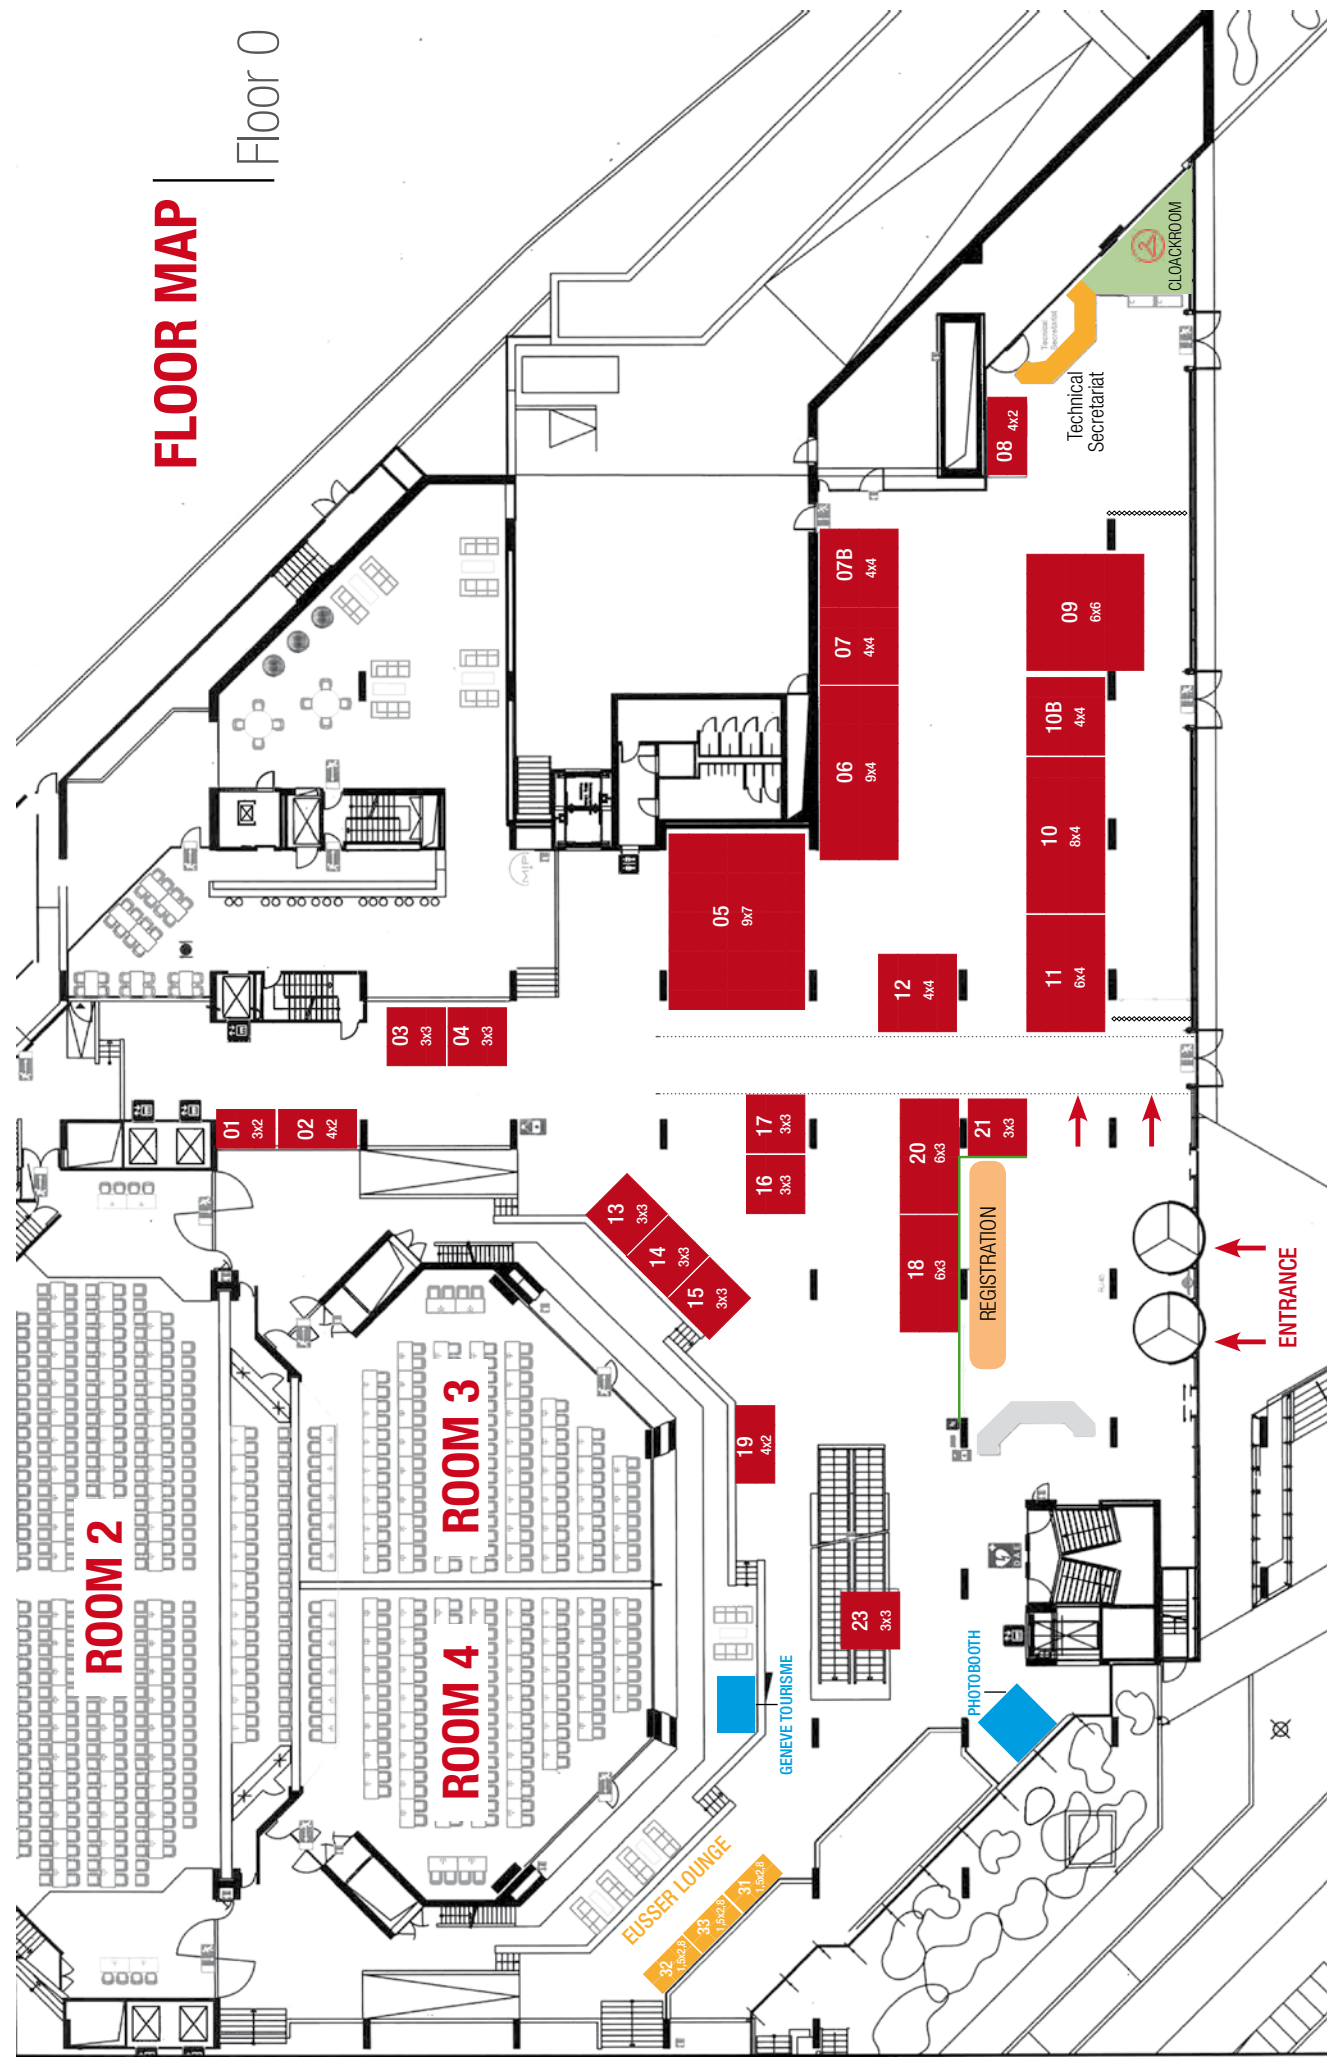 FLOOR MAP
Floor 0
ROOM 2
ROOM 3
ROOM 4
01
3x2
02
4x2
03
3x3
04
3x3
05
9x7
06
9x4
07
4x4
07B
4x4
08
4x2
09
6x6
10B
4x4
10
8x4
11
6x4
12
4x4
13
3x3
14
3x3
15
3x3
16
3x3
17
3x3
18
6x3
19
4x2
20
6x3
21
3x3
23
3x3
REGISTRATION
ENTRANCE
Tecnical
Secretariat
Technical
Secretariat
CLOACKROOM
GENEVE TOURISME
PHOTOBOOTH
EUSSER LOUNGE
32
1,5x2,8
33
1,5x2,8
31
1,5x2,8